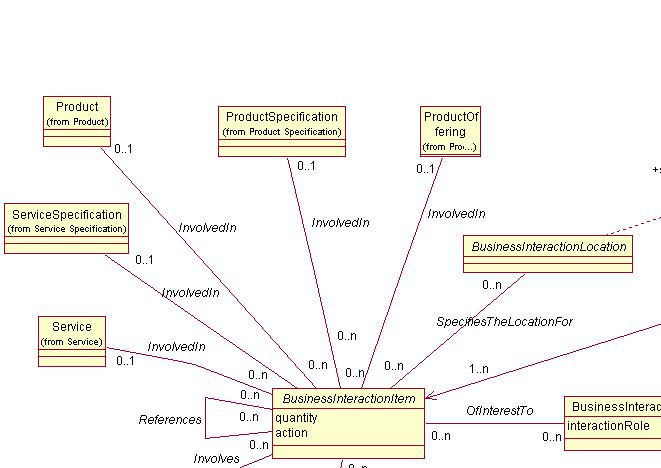 Product
(from Product)
0..1
ProductSpecification
(from Product Specification)
0..1
ProductOf
fering
(from Pro...)
0..1
+s
ServiceSpecification
(from Service Specification)
0..1
InvolvedIn
InvolvedIn
InvolvedIn
BusinessInteractionLocation
0..n
InvolvedIn
Service
(from Service)
0..1
InvolvedIn
SpecifiesTheLocationFor
0..n
0..n
0..n
0..n
1..n
0..n
0..n
BusinessInteractionItem
quantity
action
References
0..n
0..n
Involves
OfInterestTo
0..n
0..n
BusinessInterac
interactionRole
0..n